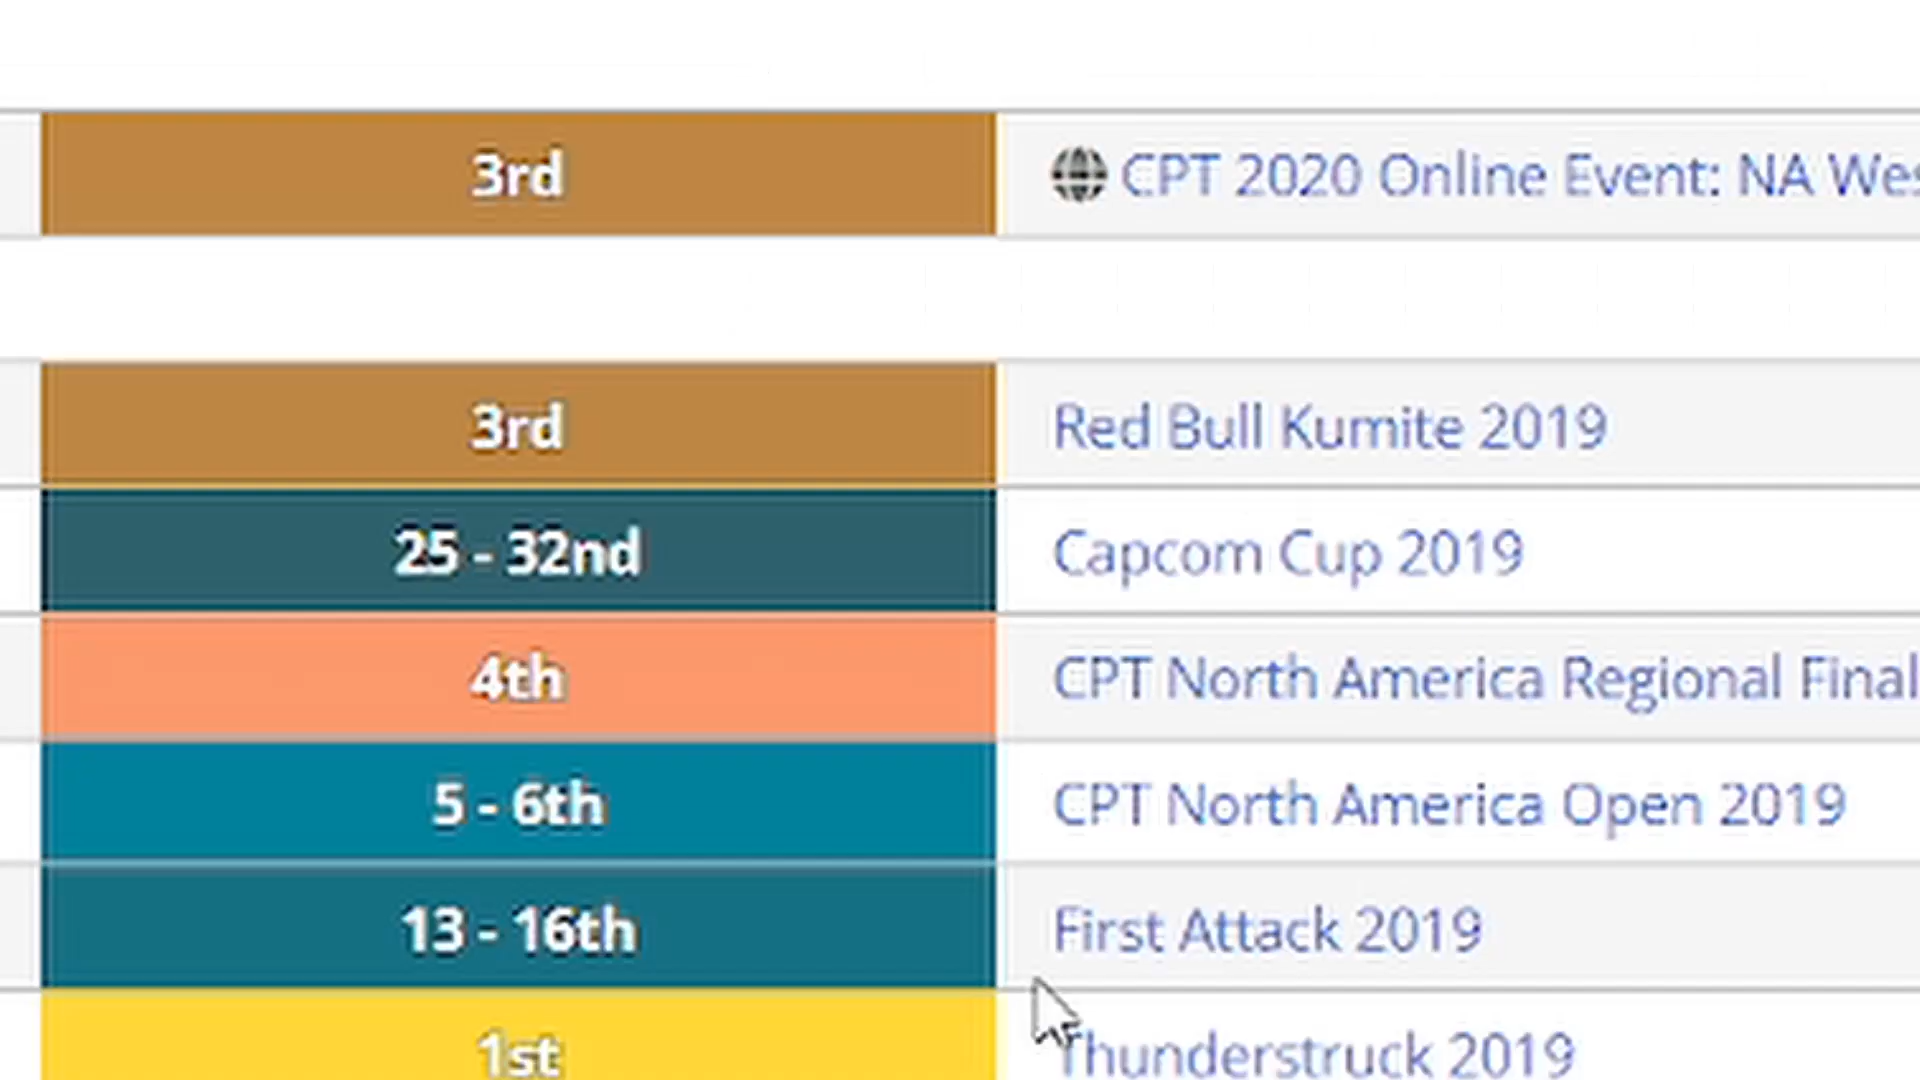 3rd CPT 2020 Online Event: NA Wes
3rd Red Bull Kumite 2019
25 - 32nd Capcom Cup 2019
4th CPT North America Regional Final
5 - 6th CPT North America Open 2019
13 - 16th First Attack 2019
1st Thunderstruck 2019